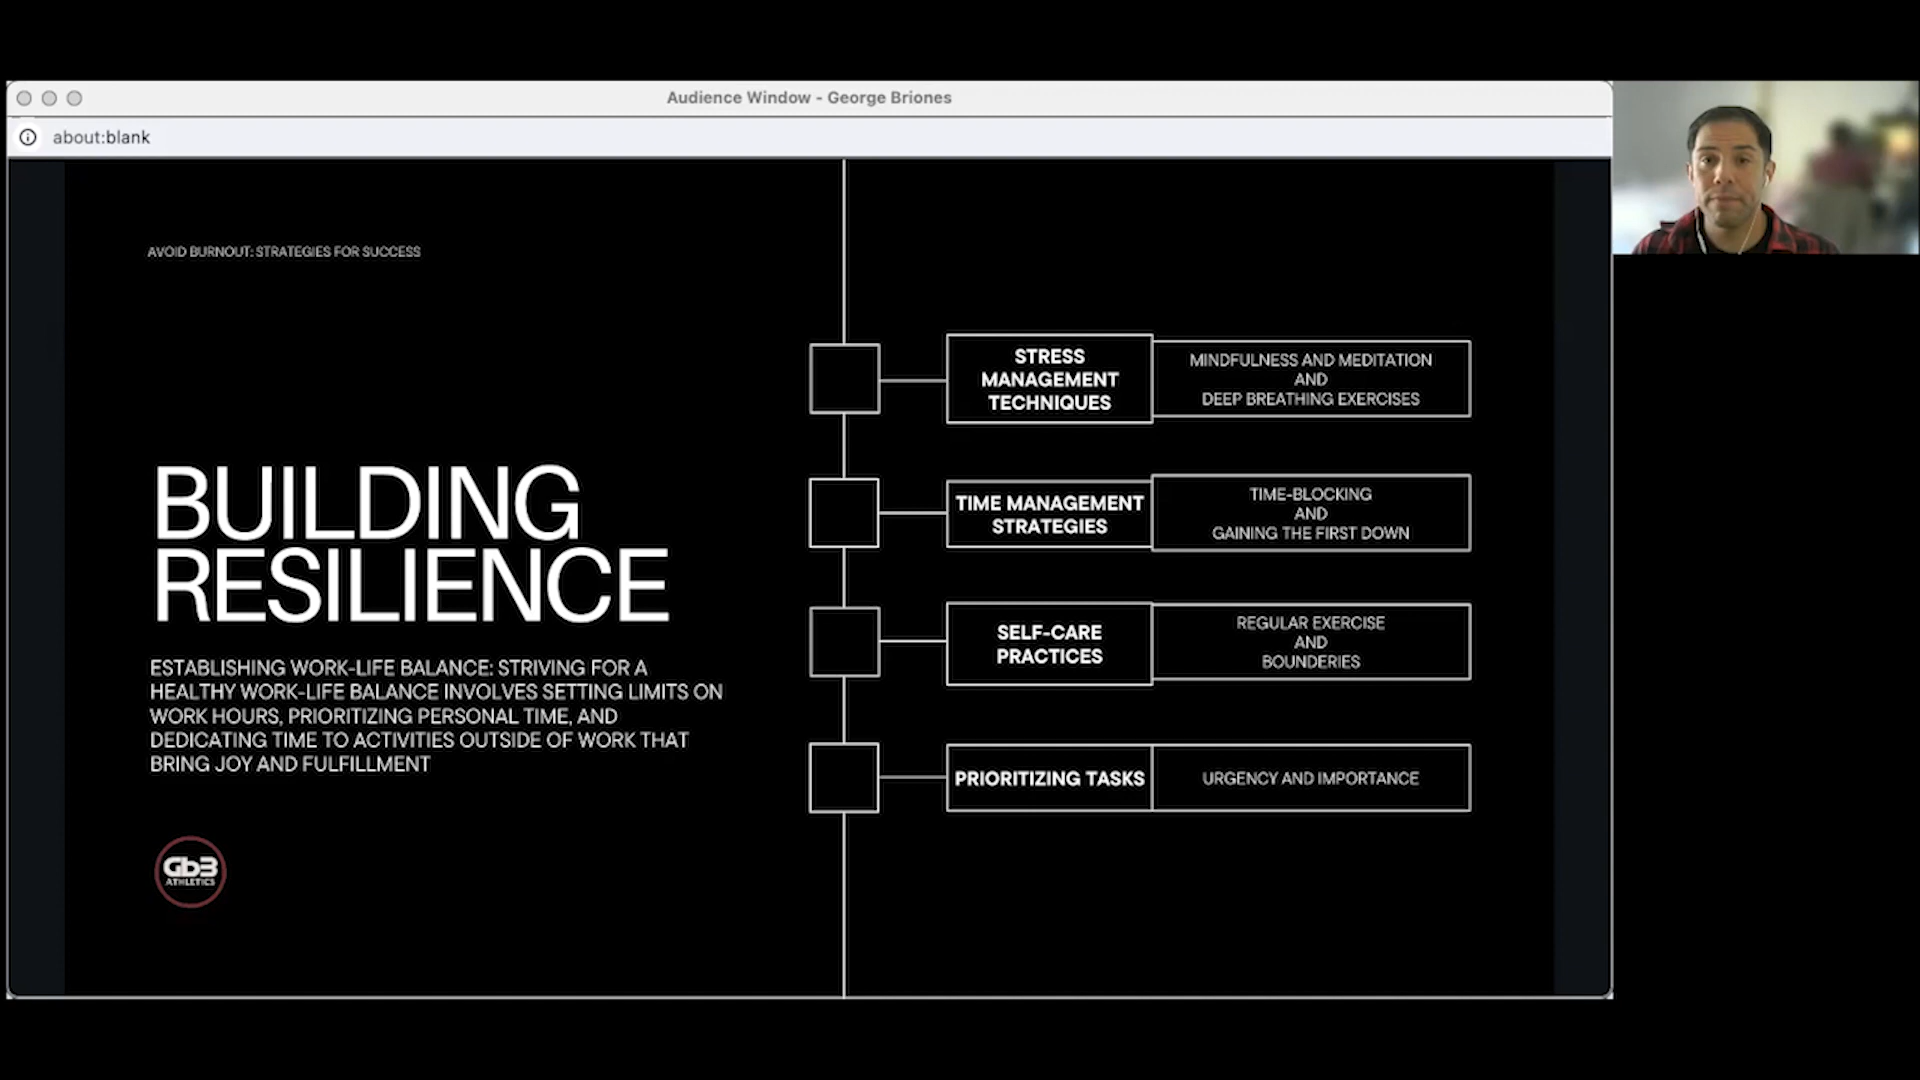 Audience Window - George Briones
about:blank
AVOID BURNOUT: STRATEGIES FOR SUCCESS
BUILDING
RESILIENCE
ESTABLISHING WORK-LIFE BALANCE: STRIVING FOR A
HEALTHY WORK-LIFE BALANCE INVOLVES SETTING LIMITS ON
WORK HOURS, PRIORITIZING PERSONAL TIME, AND
DEDICATING TIME TO ACTIVITIES OUTSIDE OF WORK THAT
BRING JOY AND FULFILLMENT
Gb3
ATHLETICS
STRESS
MANAGEMENT
TECHNIQUES
MINDFULNESS AND MEDITATION
AND
DEEP BREATHING EXERCISES
TIME MANAGEMENT
STRATEGIES
TIME-BLOCKING
AND
GAINING THE FIRST DOWN
SELF-CARE
PRACTICES
REGULAR EXERCISE
AND
BOUNDERIES
PRIORITIZING TASKS
URGENCY AND IMPORTANCE